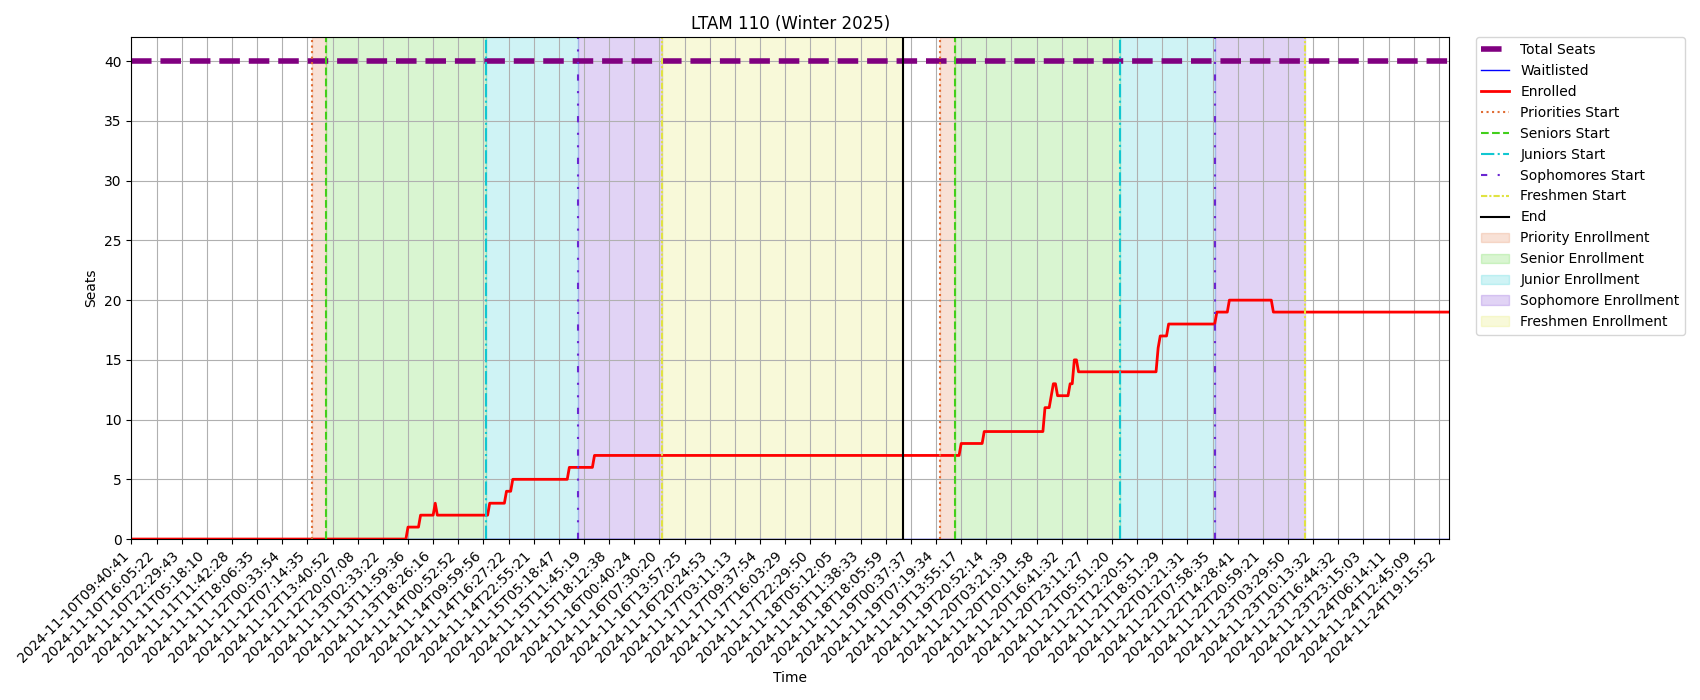 LTAM 110 (Winter 2025)
Total Seats
Waitlisted
Enrolled
Priorities Start
Seniors Start
Juniors Start
Sophomores Start
Freshmen Start
End
Priority Enrollment
Senior Enrollment
Junior Enrollment
Sophomore Enrollment
Freshmen Enrollment
Seats
40
35
30
25
20
15
10
5
0
2024-11-10T09:40:41
2024-11-10T16:05:22
2024-11-10T22:29:43
2024-11-11T05:18:10
2024-11-11T11:42:28
2024-11-11T18:06:35
2024-11-12T00:33:54
2024-11-12T07:14:35
2024-11-12T13:40:52
2024-11-12T20:07:08
2024-11-13T02:33:22
2024-11-13T11:59:36
2024-11-13T18:26:16
2024-11-14T00:52:52
2024-11-14T09:59:56
2024-11-14T16:27:22
2024-11-14T22:55:21
2024-11-15T05:18:47
2024-11-15T11:45:19
2024-11-15T18:12:38
2024-11-16T00:40:24
2024-11-16T07:30:20
2024-11-16T13:57:25
2024-11-16T20:24:53
2024-11-17T03:11:13
2024-11-17T09:37:54
2024-11-17T16:03:29
2024-11-17T22:29:50
2024-11-18T05:12:05
2024-11-18T11:38:33
2024-11-18T18:05:59
2024-11-19T00:37:37
2024-11-19T07:19:34
2024-11-19T13:55:17
2024-11-19T20:52:14
2024-11-20T03:21:39
2024-11-20T10:11:58
2024-11-20T16:41:32
2024-11-20T23:11:27
2024-11-21T05:51:20
2024-11-21T12:20:51
2024-11-21T18:51:29
2024-11-22T01:21:31
2024-11-22T07:58:35
2024-11-22T14:28:41
2024-11-22T20:59:21
2024-11-23T03:29:50
2024-11-23T10:13:32
2024-11-23T16:44:32
2024-11-23T23:15:03
2024-11-24T06:14:11
2024-11-24T12:45:09
2024-11-24T19:15:52
Time